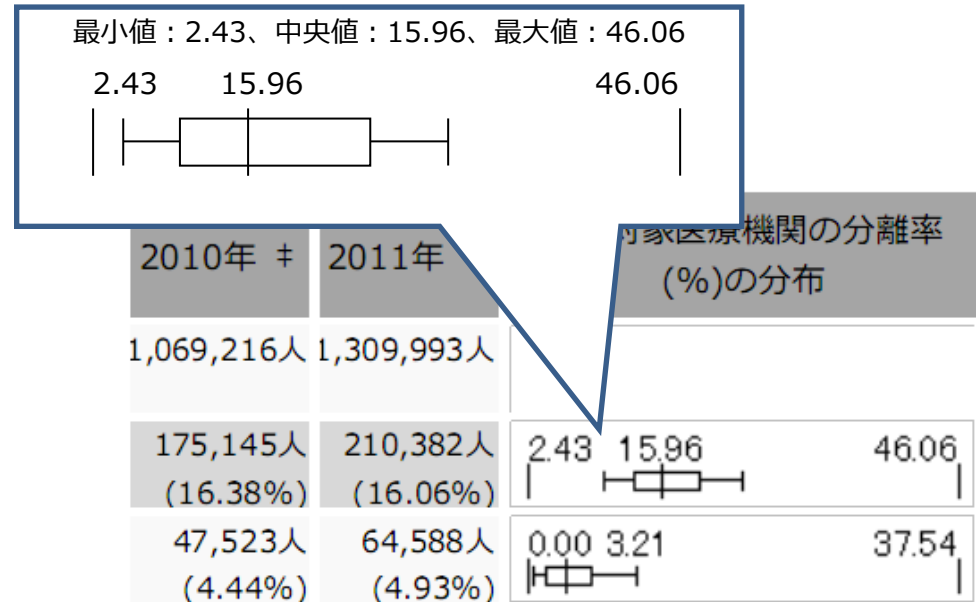 最小値：2.43、中央値：15.96、最大値：46.06
2.43 15.96 46.06
2010年 ‡ 2011年 対象医療機関の分離率
(%)の分布
1,069,216人 1,309,993人
175,145人 210,382人 2.43 15.96 46.06
(16.38%) (16.06%)
47,523人 64,588人 0.00 3.21 37.54
(4.44%) (4.93%)